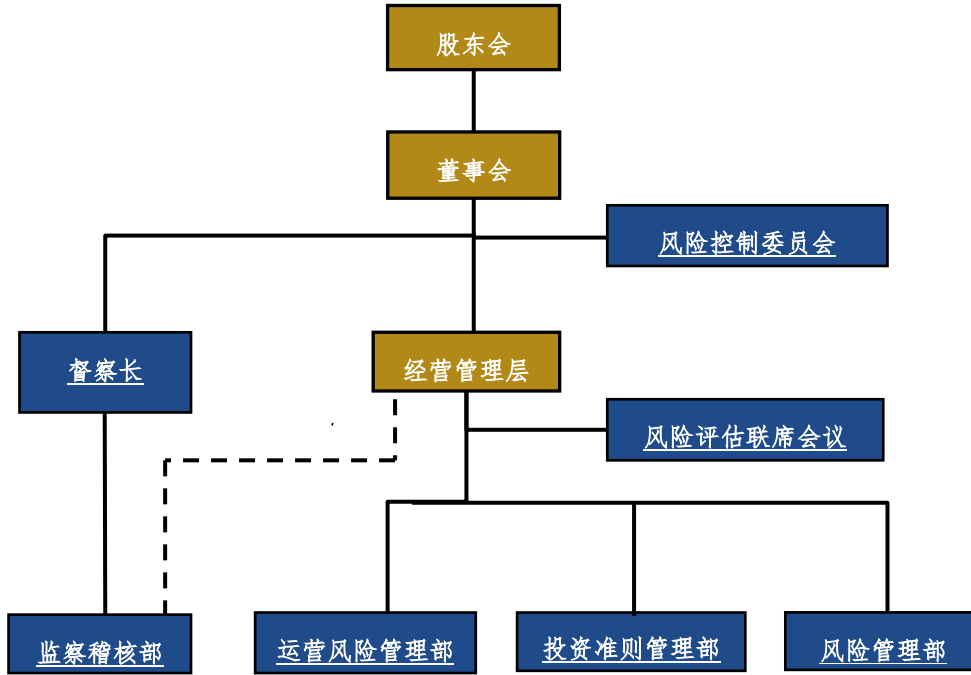 股东会
董事会
风险控制委员会
督察长
经营管理层
风险评估联席会议
监察稽核部
运营风险管理部
投资准则管理部
风险管理部